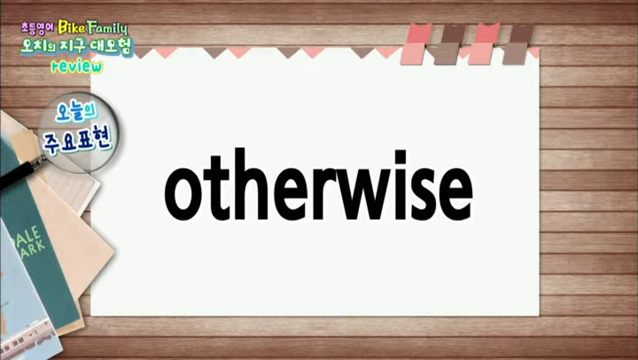 초등영어 Bike Family
오치의 지구 대모험
review
오늘의
주요표현
otherwise
PARK